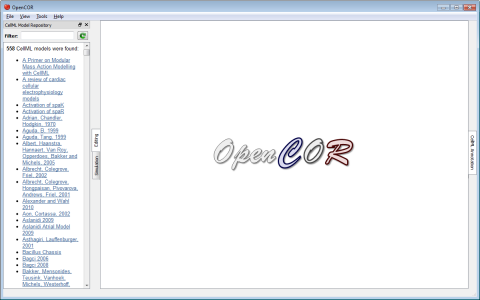 OpenCOR
File View Tools Help
CellML Model Repository
Filter:
558 CellML models were found:
A Primer on Modular
Mass Action Modelling
with CellML
A review of cardiac
cellular
electrophysiology
models
Activation of spaK
Activation of spaR
Adrian, Chandler,
Hodgkin, 1970
Aguda, B, 1999
Aguda, Tang, 1999
Albert, Haanstra,
Hannaert, Van Roy,
Opperdoes, Bakker and
Michels, 2005
Albrecht, Colegrove,
Friel, 2002
Albrecht, Colegrove,
Hongpaisan, Pivovarova,
Andrews, Friel, 2001
Alexander and Wahl
2010
Aon, Cortassa, 2002
Aslanidi 2009
Aslanidi Atrial Model
2009
Asthagiri, Lauffenburger,
2001
Bacillus Chassis
Bagci 2006
Bagci 2008
Bakker, Mensonides,
Teusink, Vanhoek,
Michels, Westerhoff,
Editing
Simulation
OpenCOR
CellML Annotation